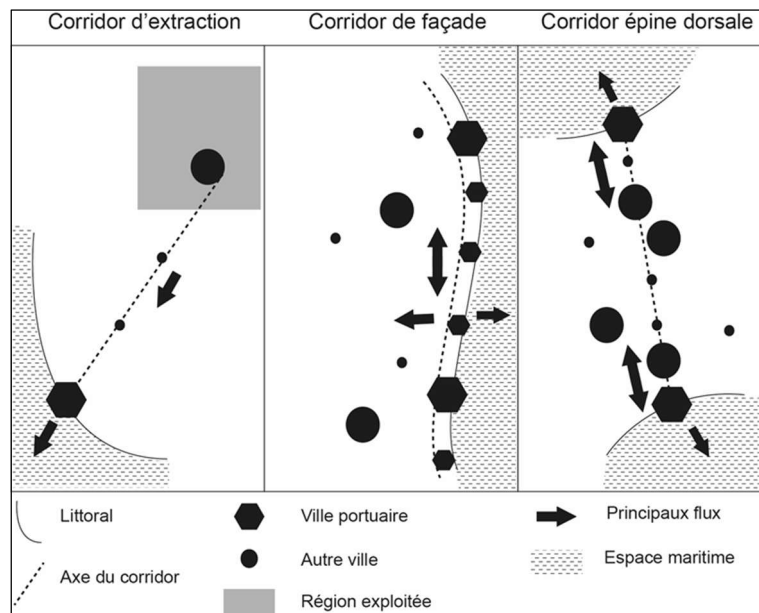 Corridor d'extraction
Corridor de façade
Corridor épine dorsale
Littoral
Ville portuaire
Principaux flux
Axe du corridor
Autre ville
Espace maritime
Région exploitée